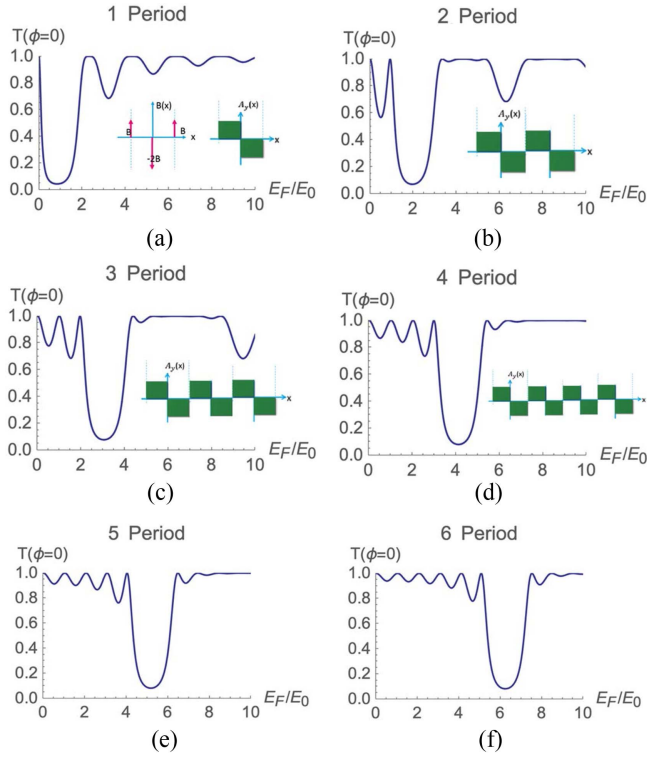 1 Period
T(ϕ=0)
1.0
0.8
0.6
0.4
0.2
0.0
B(x)
B
B
x
-2B
A_y(x)
x
0 2 4 6 8 10
E_F/E_0
(a)
2 Period
T(ϕ=0)
1.0
0.8
0.6
0.4
0.2
0.0
A_y(x)
x
0 2 4 6 8 10
E_F/E_0
(b)
3 Period
T(ϕ=0)
1.0
0.8
0.6
0.4
0.2
0.0
A_y(x)
x
0 2 4 6 8 10
E_F/E_0
(c)
4 Period
T(ϕ=0)
1.0
0.8
0.6
0.4
0.2
0.0
A_y(x)
x
0 2 4 6 8 10
E_F/E_0
(d)
5 Period
T(ϕ=0)
1.0
0.8
0.6
0.4
0.2
0.0
0 2 4 6 8 10
E_F/E_0
(e)
6 Period
T(ϕ=0)
1.0
0.8
0.6
0.4
0.2
0.0
0 2 4 6 8 10
E_F/E_0
(f)